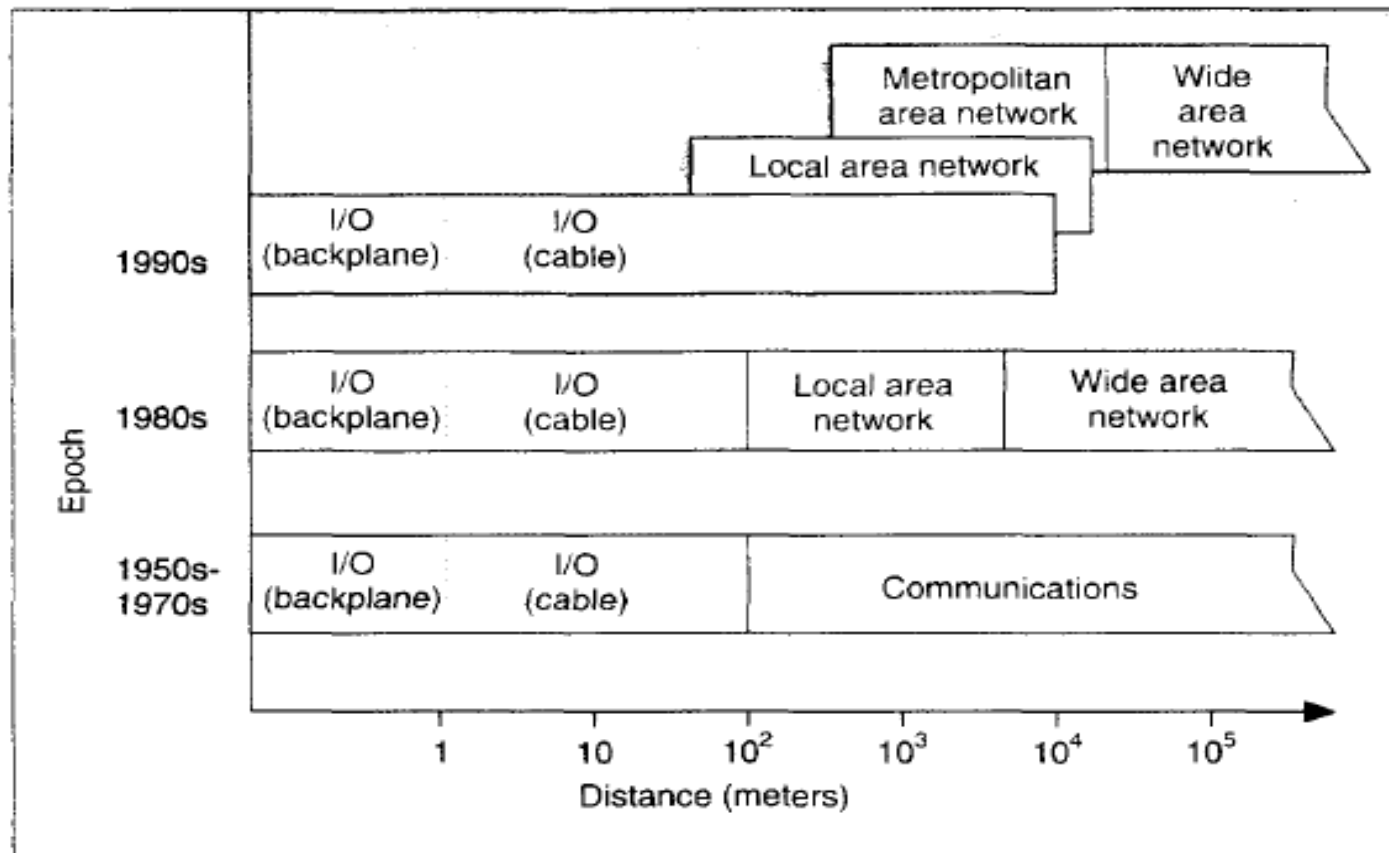 Metropolitan
area network
Wide
area
network
Local area network
I/O
(backplane)
I/O
(cable)
1990s
I/O
(backplane)
I/O
(cable)
Local area
network
Wide area
network
1980s
Epoch
I/O
(backplane)
I/O
(cable)
Communications
1950s-
1970s
1 10 10² 10³ 10⁴ 10⁵
Distance (meters)